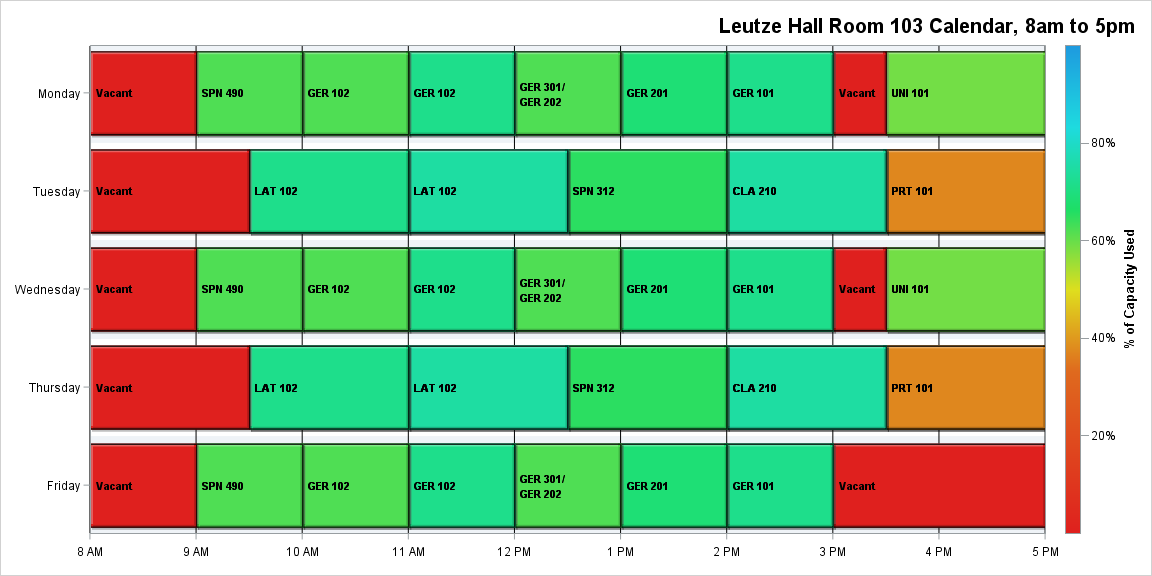 Leutze Hall Room 103 Calendar, 8am to 5pm
Monday
Vacant
SPN 490
GER 102
GER 102
GER 301/
GER 202
GER 201
GER 101
Vacant
UNI 101
Tuesday
Vacant
LAT 102
LAT 102
SPN 312
CLA 210
PRT 101
Wednesday
Vacant
SPN 490
GER 102
GER 102
GER 301/
GER 202
GER 201
GER 101
Vacant
UNI 101
Thursday
Vacant
LAT 102
LAT 102
SPN 312
CLA 210
PRT 101
Friday
Vacant
SPN 490
GER 102
GER 102
GER 301/
GER 202
GER 201
GER 101
Vacant
8 AM
9 AM
10 AM
11 AM
12 PM
1 PM
2 PM
3 PM
4 PM
5 PM
80%
60%
40%
20%
% of Capacity Used